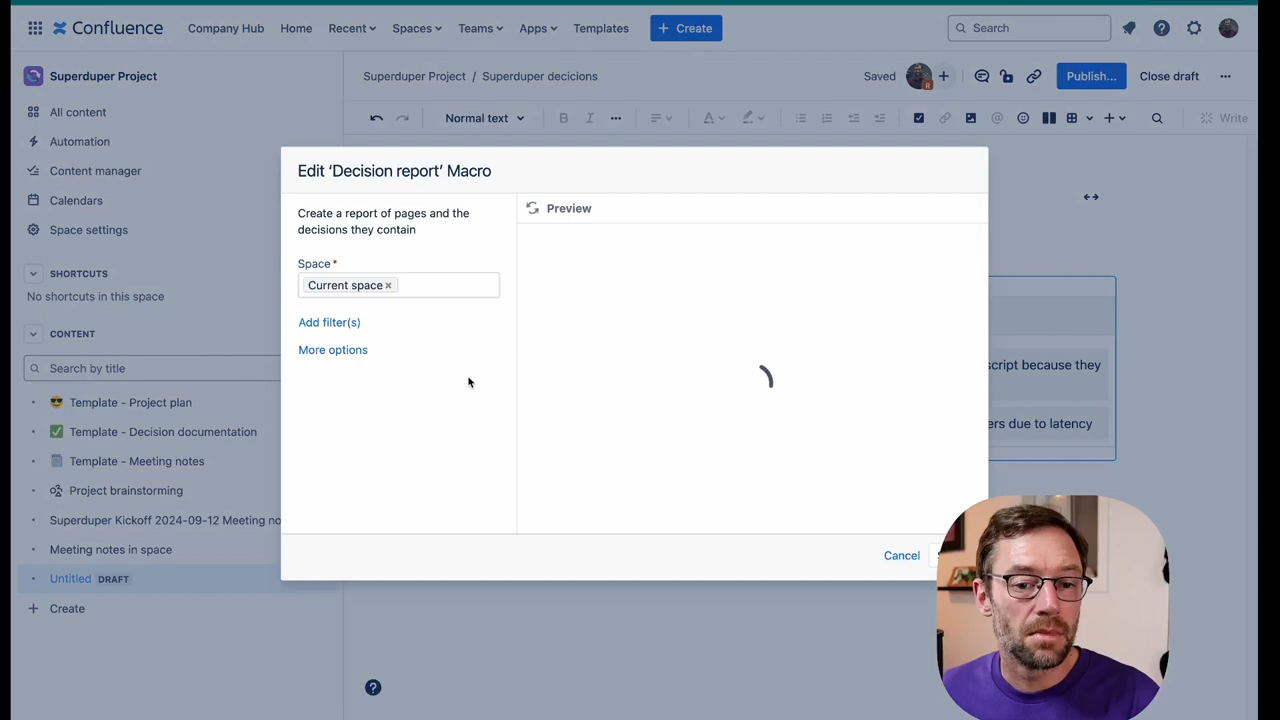 Confluence
Company Hub
Home
Recent
Spaces
Teams
Apps
Templates
+ Create
Search
Superduper Project
Superduper Project / Superduper decicions
Saved
R
Publish...
Close draft
All content
Automation
Content manager
Calendars
Space settings
SHORTCUTS
No shortcuts in this space
CONTENT
Search by title
Template - Project plan
Template - Decision documentation
Template - Meeting notes
Project brainstorming
Superduper Kickoff 2024-09-12 Meeting no
Meeting notes in space
Untitled DRAFT
+ Create
Normal text
B I
Write
Edit ‘Decision report’ Macro
Create a report of pages and the
decisions they contain
Space *
Current space ×
Add filter(s)
More options
Preview
Cancel
script because they
ers due to latency